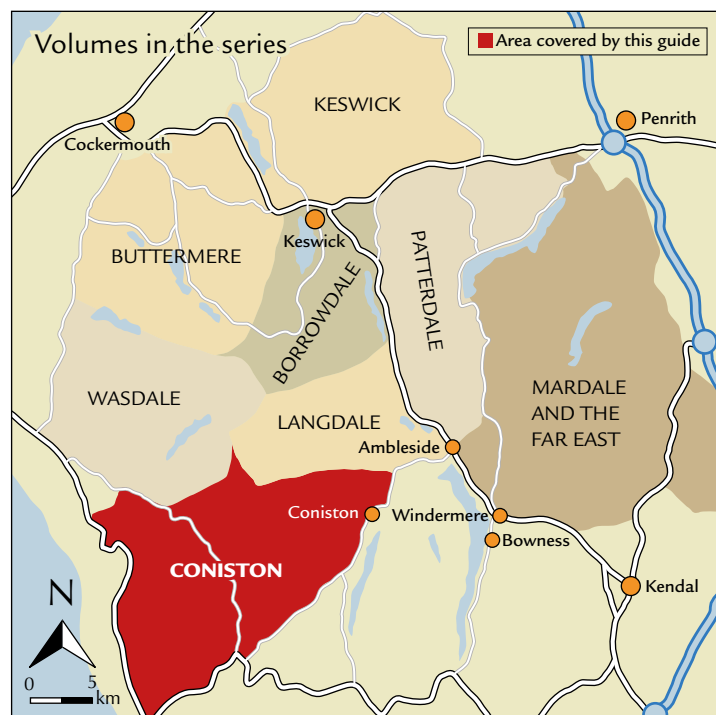 Volumes in the series
Area covered by this guide
KESWICK
Penrith
Cockermouth
Keswick
PATTERDALE
BUTTERMERE
BORROWDALE
WASDALE
MARDALE
AND THE
FAR EAST
LANGDALE
Ambleside
Coniston
Windermere
Bowness
CONISTON
Kendal
N
0 5
km